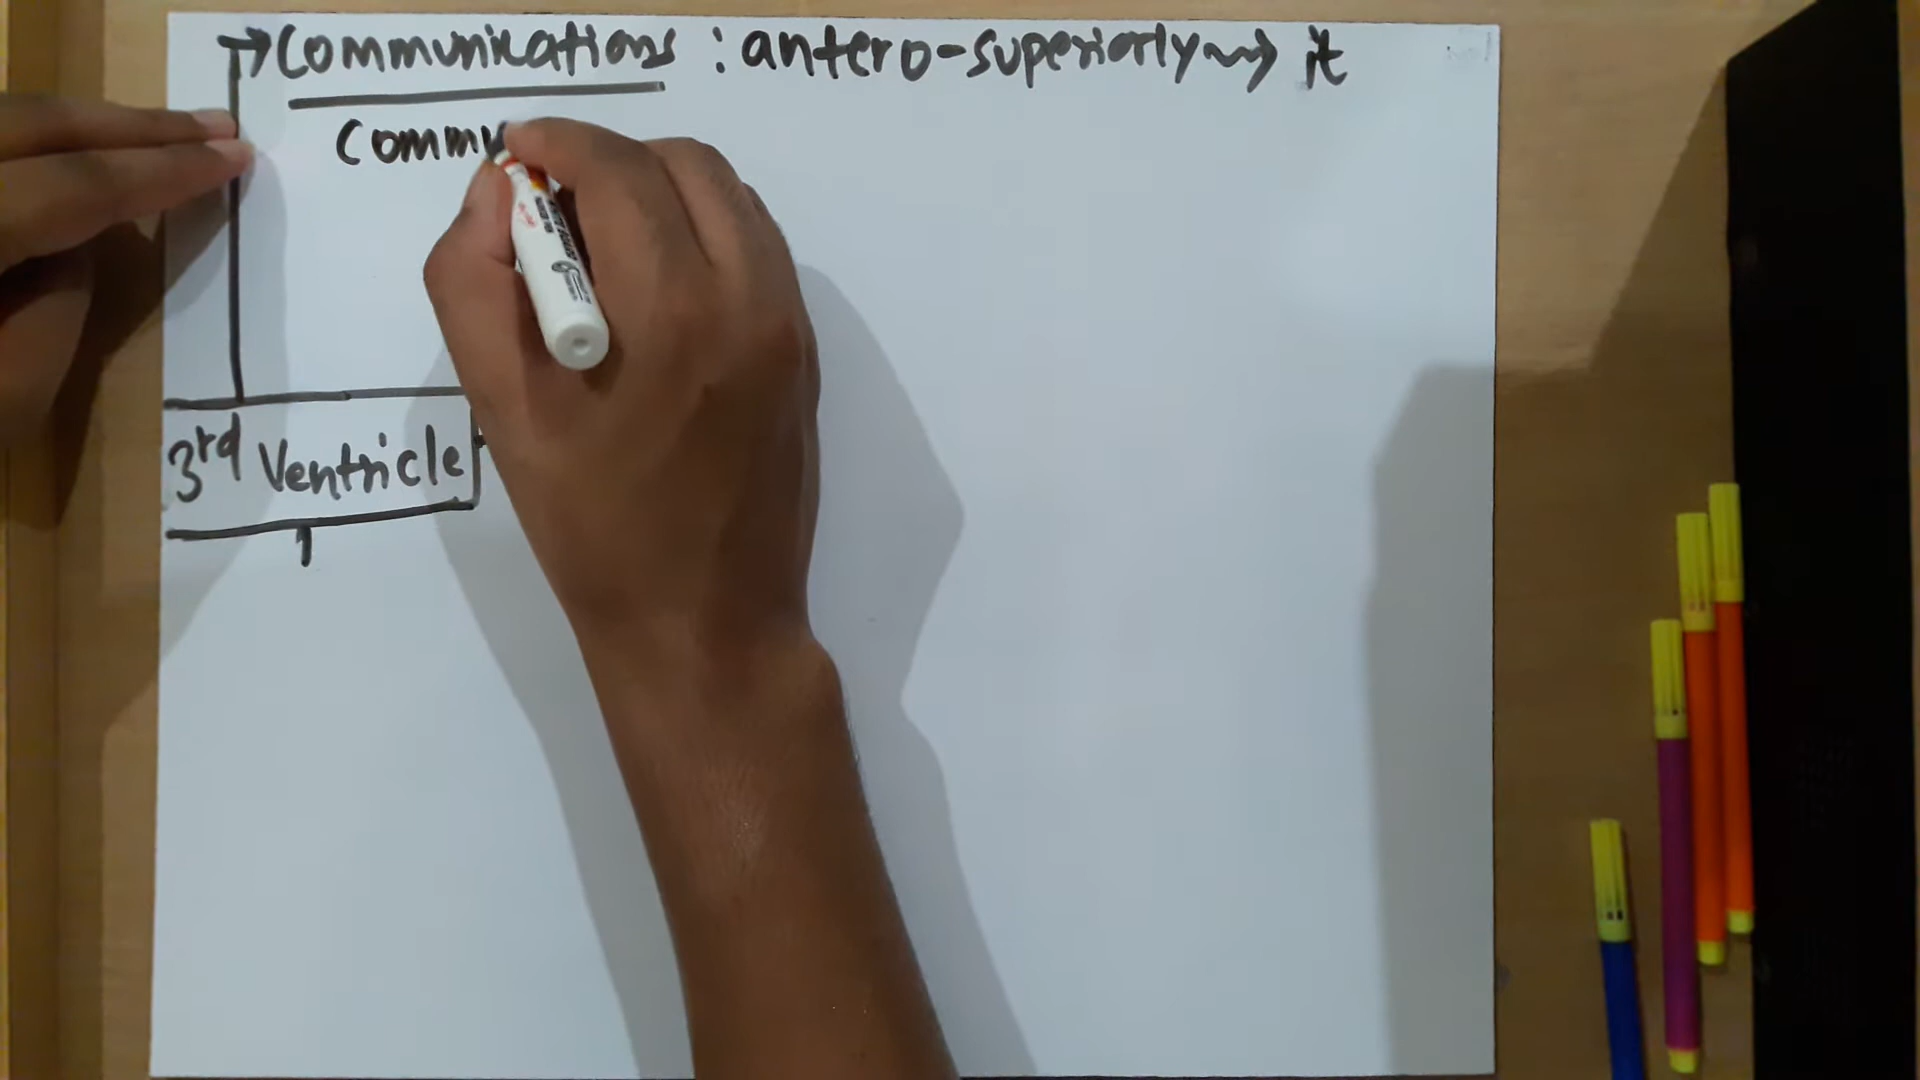 Communications : antero-superiorly → it
Commu
3rd Ventricle